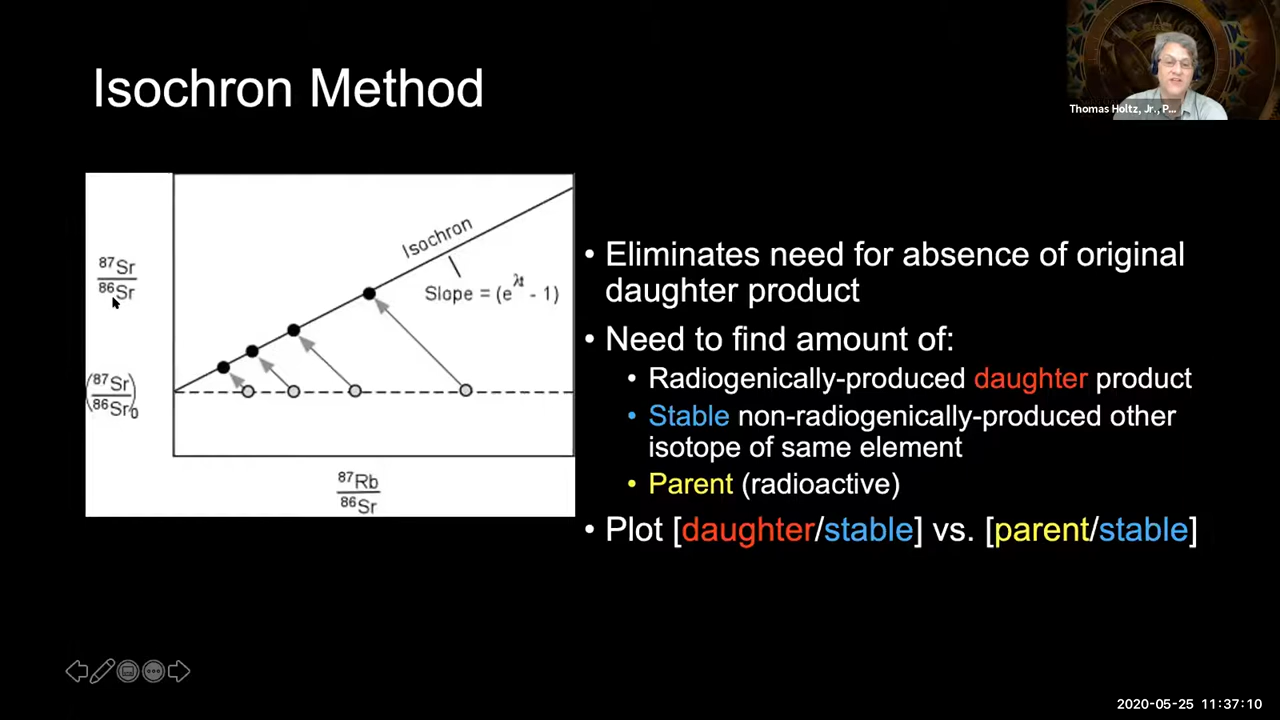 Isochron Method
Thomas Holtz, Jr., P...
87Sr
86Sr
(87Sr)
(86Sr)0
Isochron
Slope = (e^λt - 1)
87Rb
86Sr
• Eliminates need for absence of original
daughter product
• Need to find amount of:
• Radiogenically-produced daughter product
• Stable non-radiogenically-produced other
isotope of same element
• Parent (radioactive)
• Plot [daughter/stable] vs. [parent/stable]
2020-05-25 11:37:10